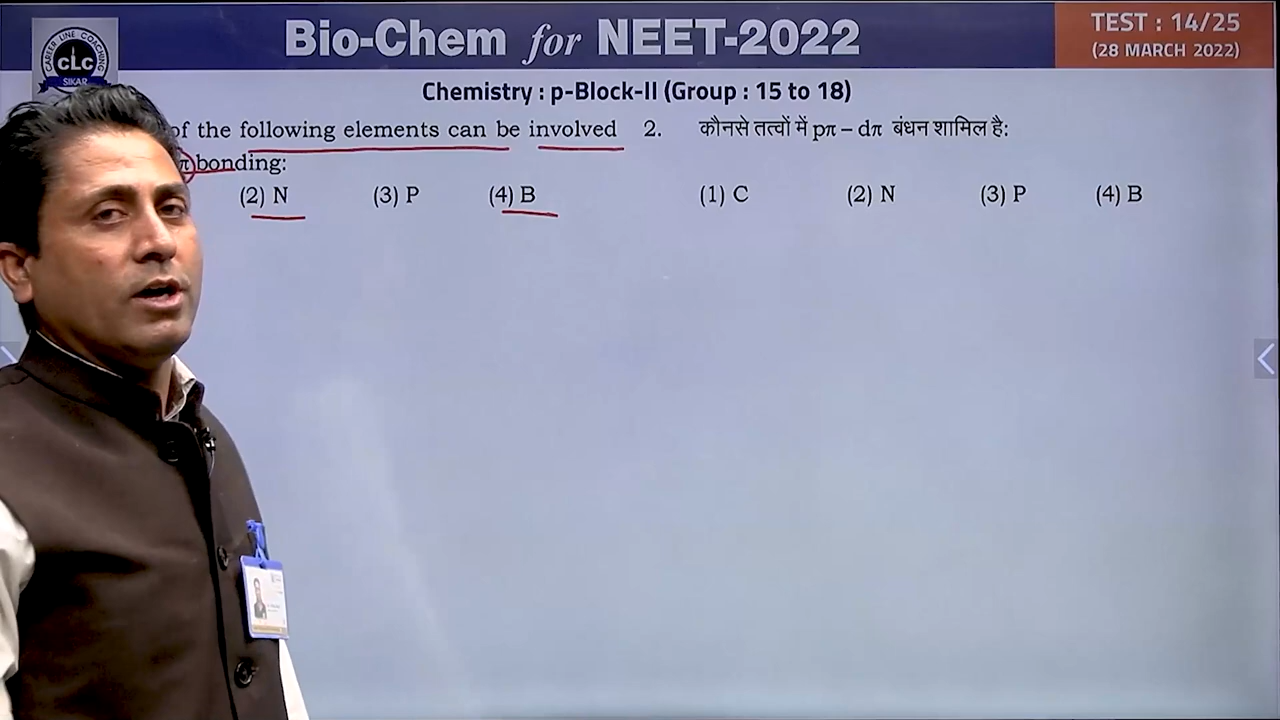 Bio-Chem for NEET-2022
TEST : 14/25
(28 MARCH 2022)
CAREER LINE COACHING
CLC
SIKAR
Chemistry : p-Block-II (Group : 15 to 18)
of the following elements can be involved
π bonding:
(2) N (3) P (4) B
2. कौनसे तत्वों में pπ – dπ बंधन शामिल है:
(1) C (2) N (3) P (4) B